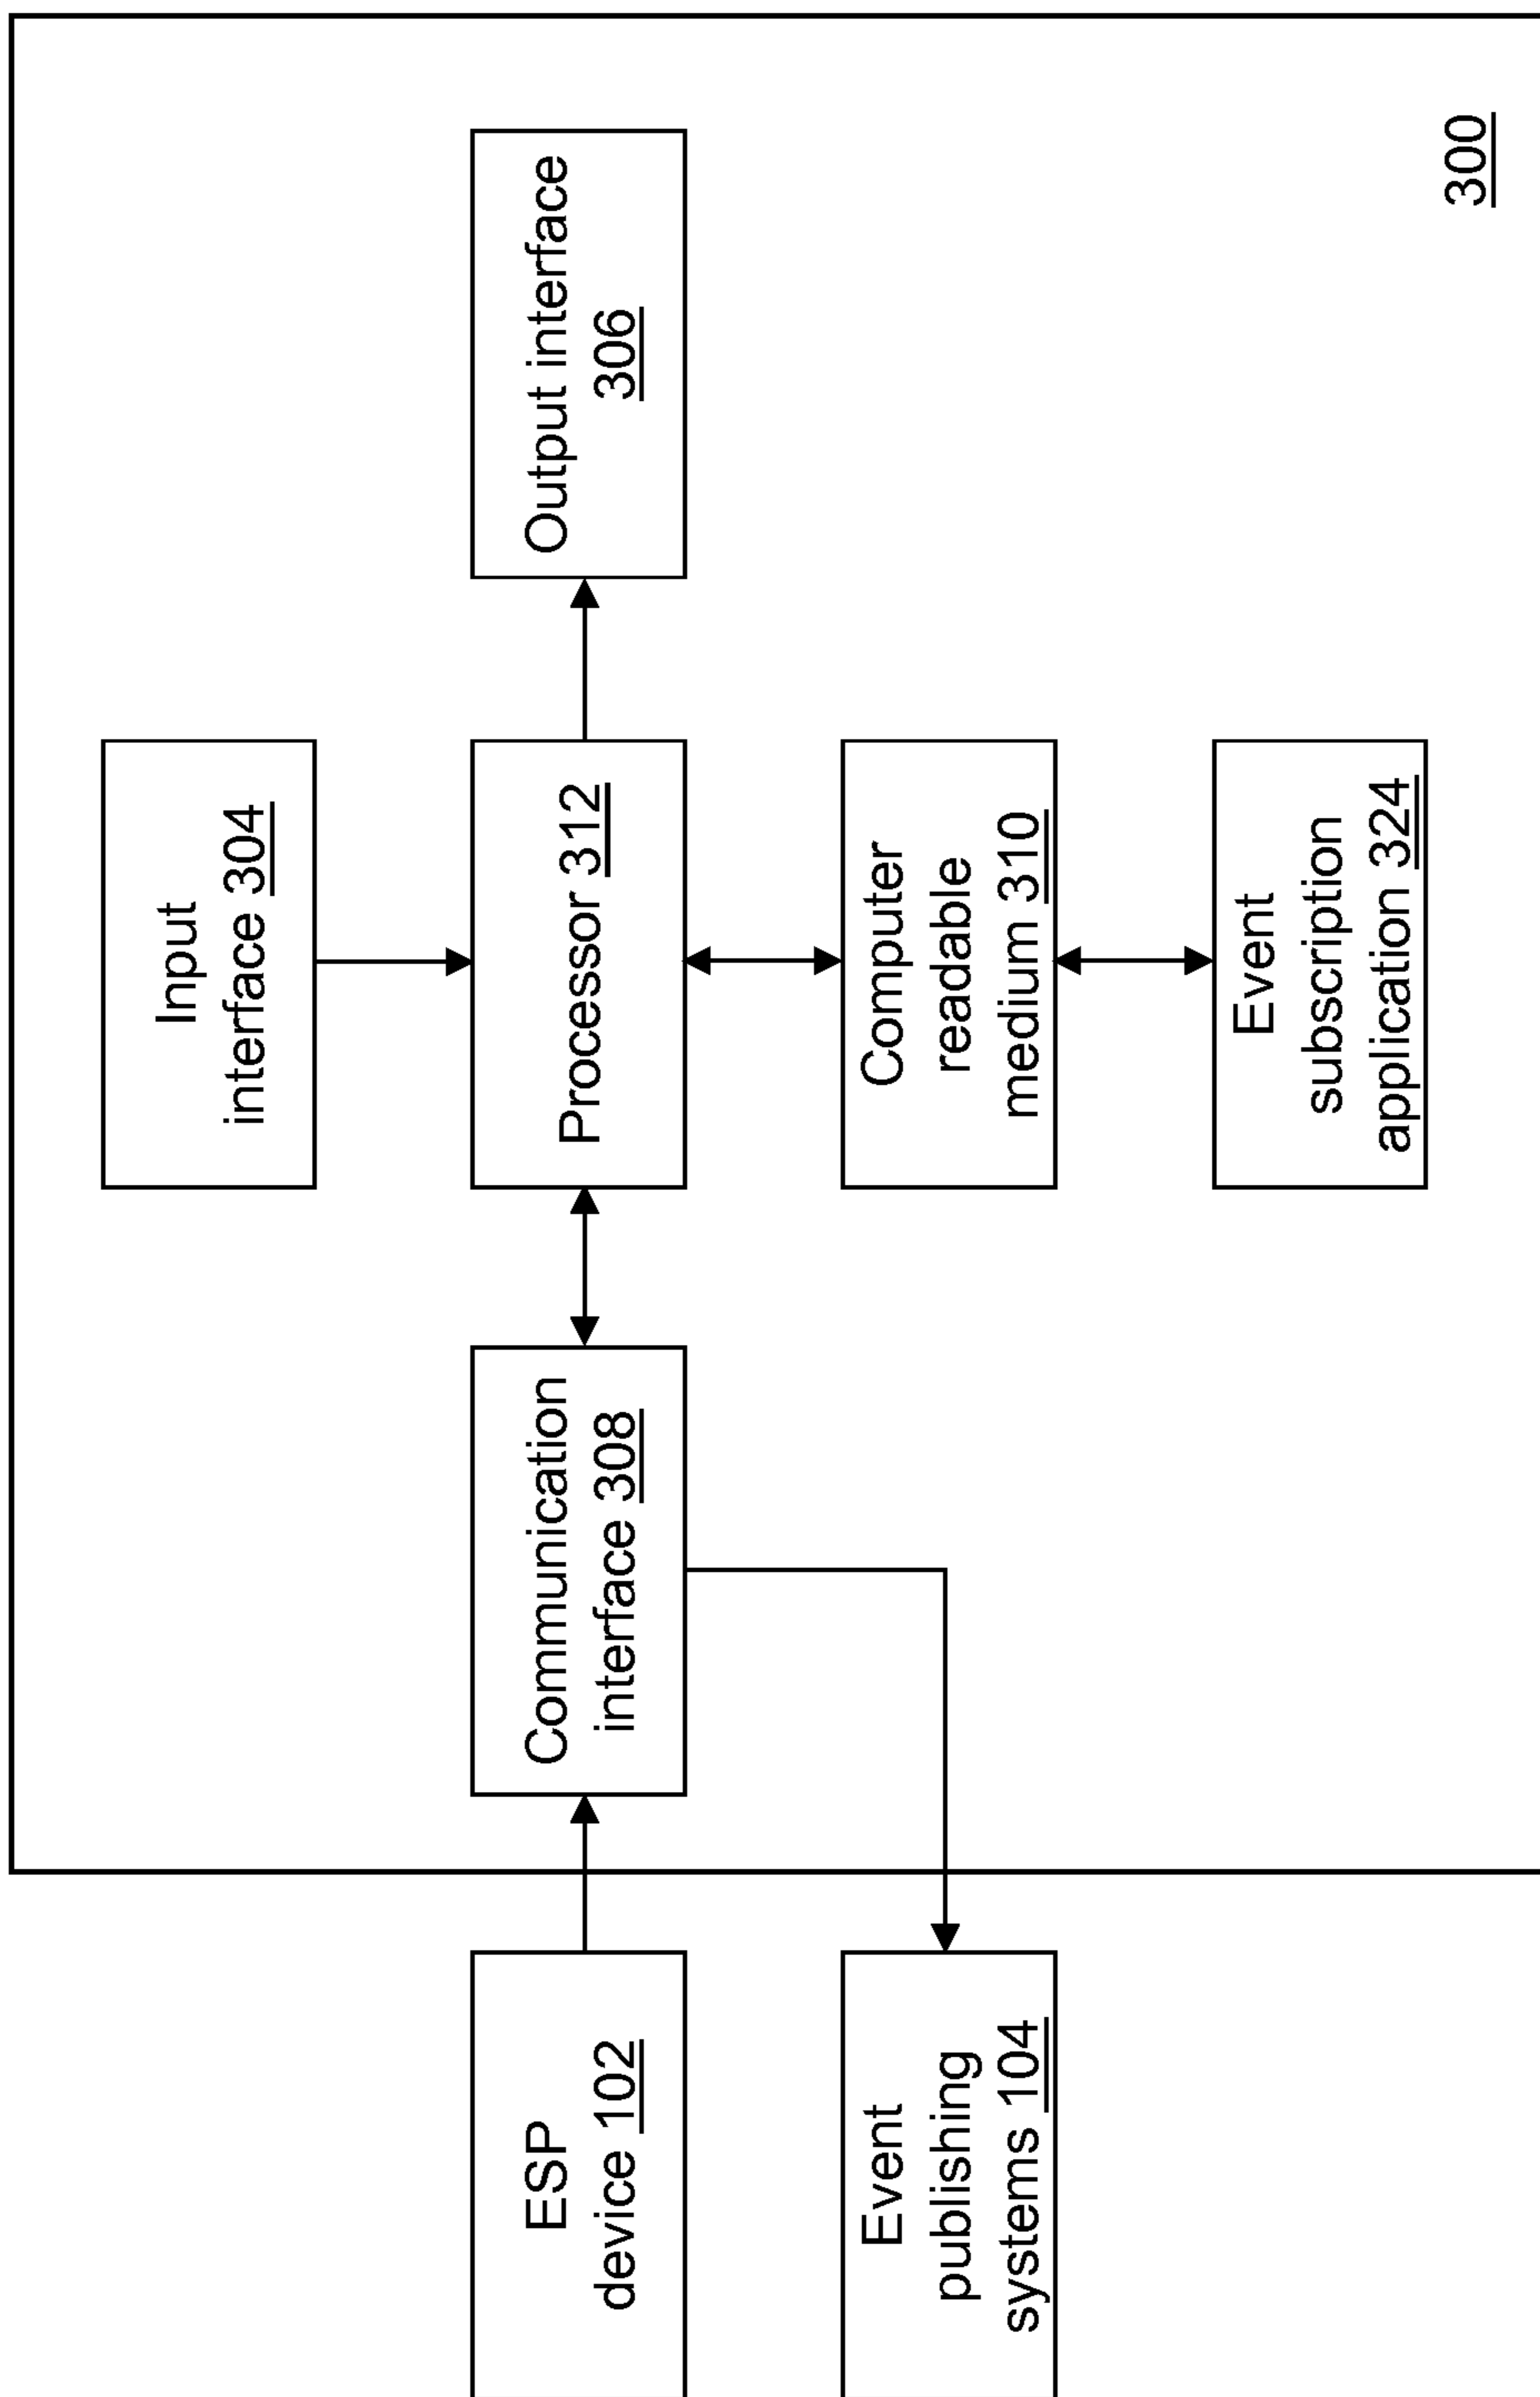 Input
interface 304
ESP
device 102
Communication
interface 308
Processor 312
Output interface
306
Event
publishing
systems 104
Computer
readable
medium 310
Event
subscription
application 324
300